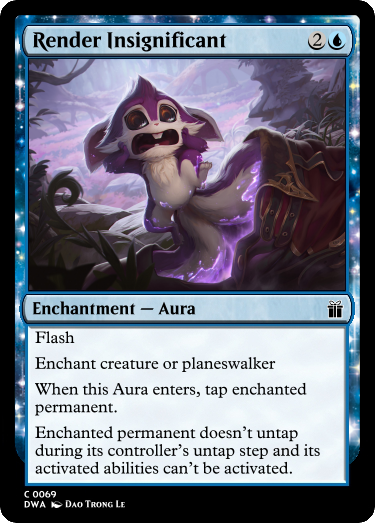 Render Insignificant 2
Enchantment — Aura
Flash
Enchant creature or planeswalker
When this Aura enters, tap enchanted
permanent.
Enchanted permanent doesn't untap
during its controller's untap step and its
activated abilities can't be activated.
C 0069
DWA Dao Trong Le